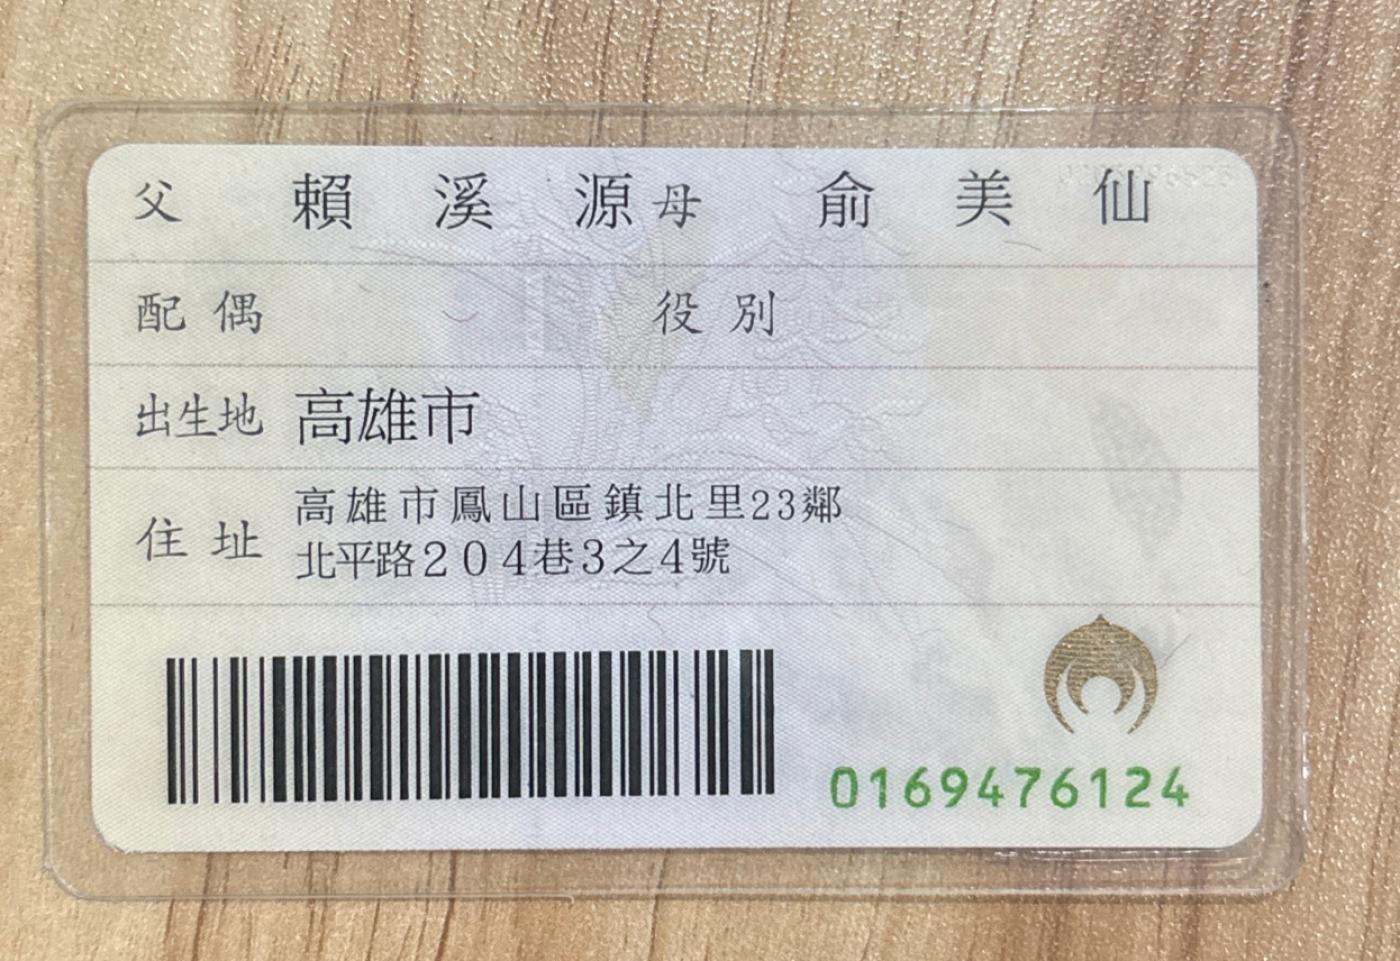 父 賴溪源 母 俞美仙
配偶 役別
出生地 高雄市
住址 高雄市鳳山區鎮北里23鄰
北平路204巷3之4號
0169476124